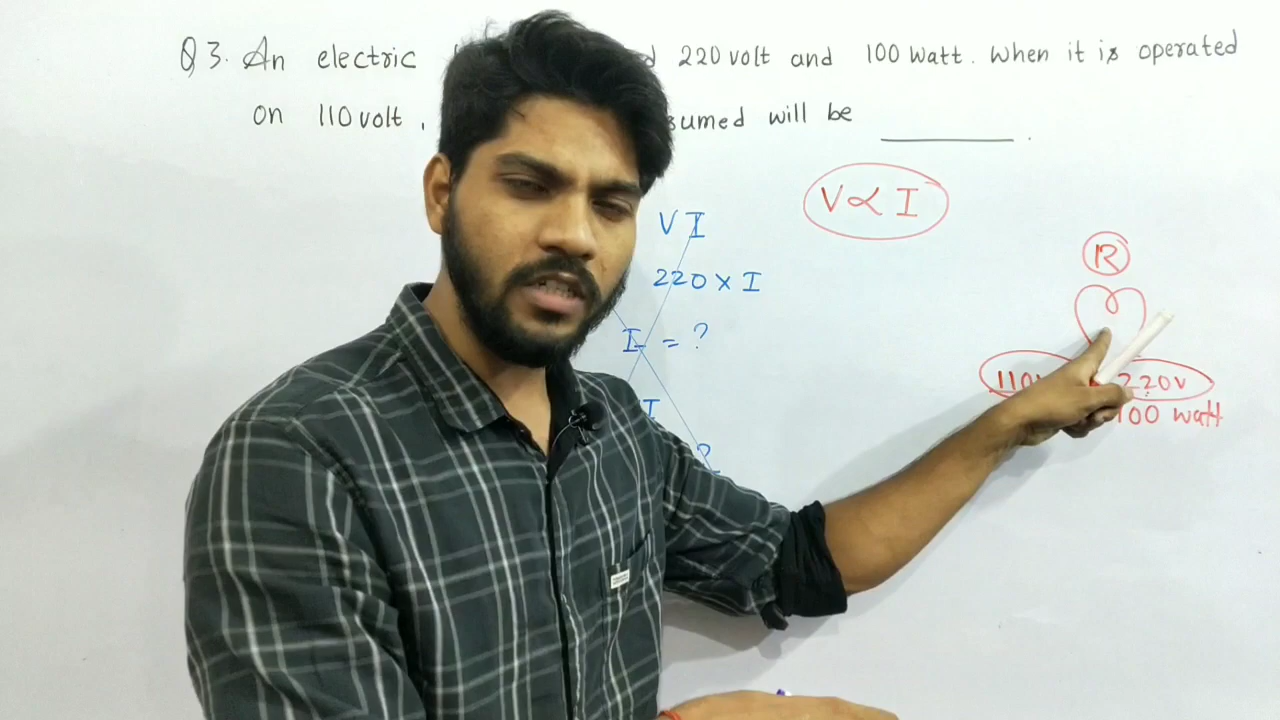 Q3. An electric 220 volt and 100 watt. When it is operated
on 110 volt, will be ________.
V ∝ I
V I
R
220 × I
I = ?
220v
I
100 watt
?